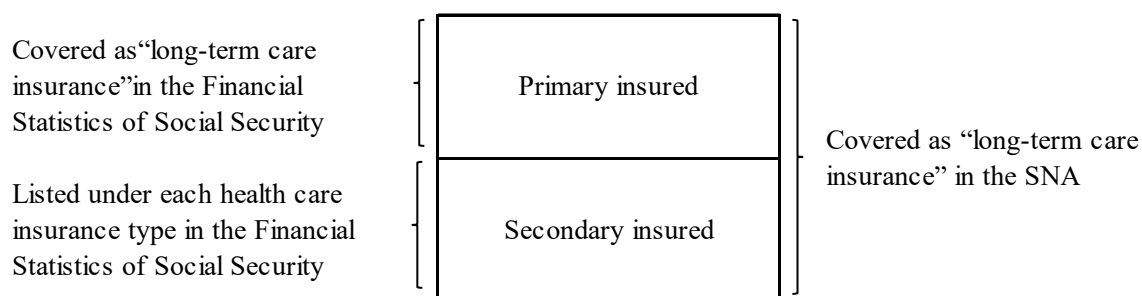 Covered as“long-term care
insurance”in the Financial
Statistics of Social Security
Primary insured
Covered as “long-term care
insurance” in the SNA
Listed under each health care
insurance type in the Financial
Statistics of Social Security
Secondary insured